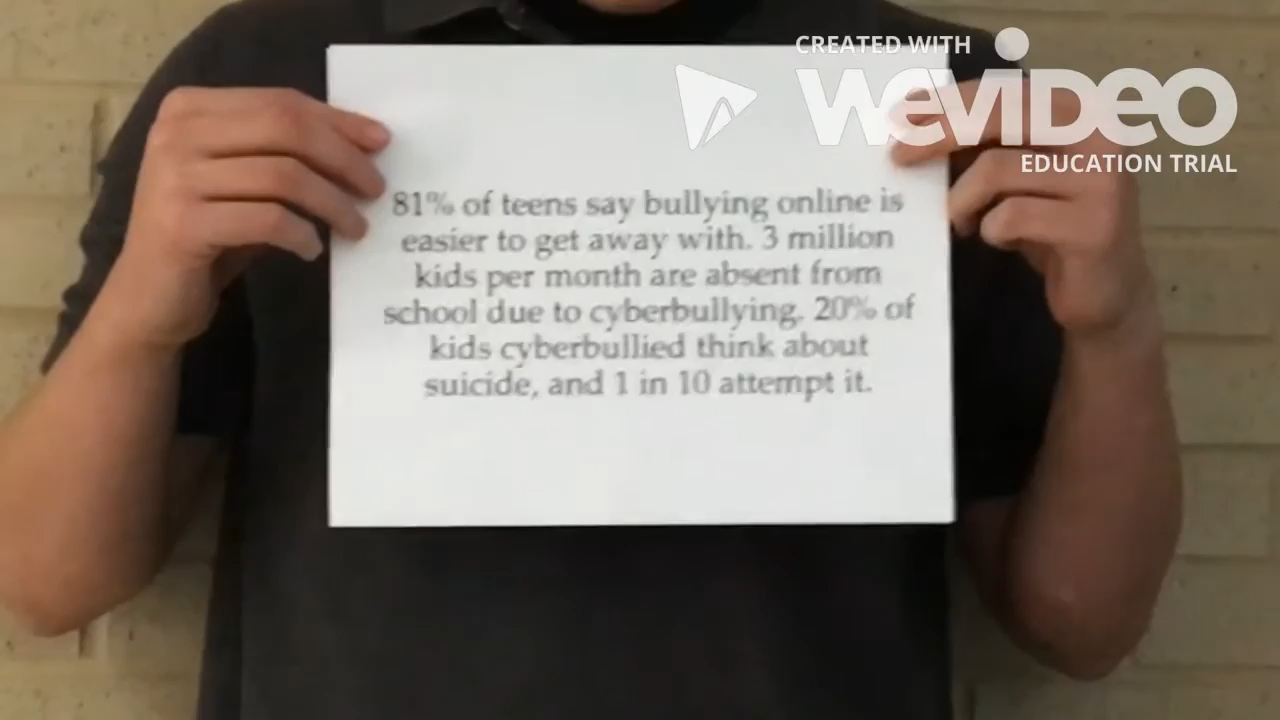 CREATED WITH
WEVIDEO
EDUCATION TRIAL
81% of teens say bullying online is
easier to get away with. 3 million
kids per month are absent from
school due to cyberbullying. 20% of
kids cyberbullied think about
suicide, and 1 in 10 attempt it.